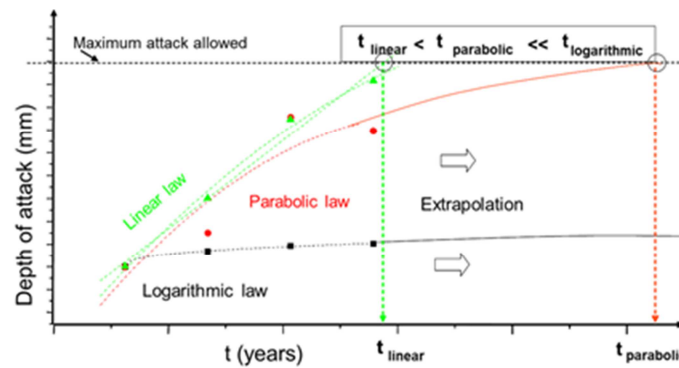 t linear < t parabolic << t logarithmic
Maximum attack allowed
Depth of attack (mm)
Linear law
Parabolic law
Extrapolation
Logarithmic law
t (years)
t linear
t parabolic